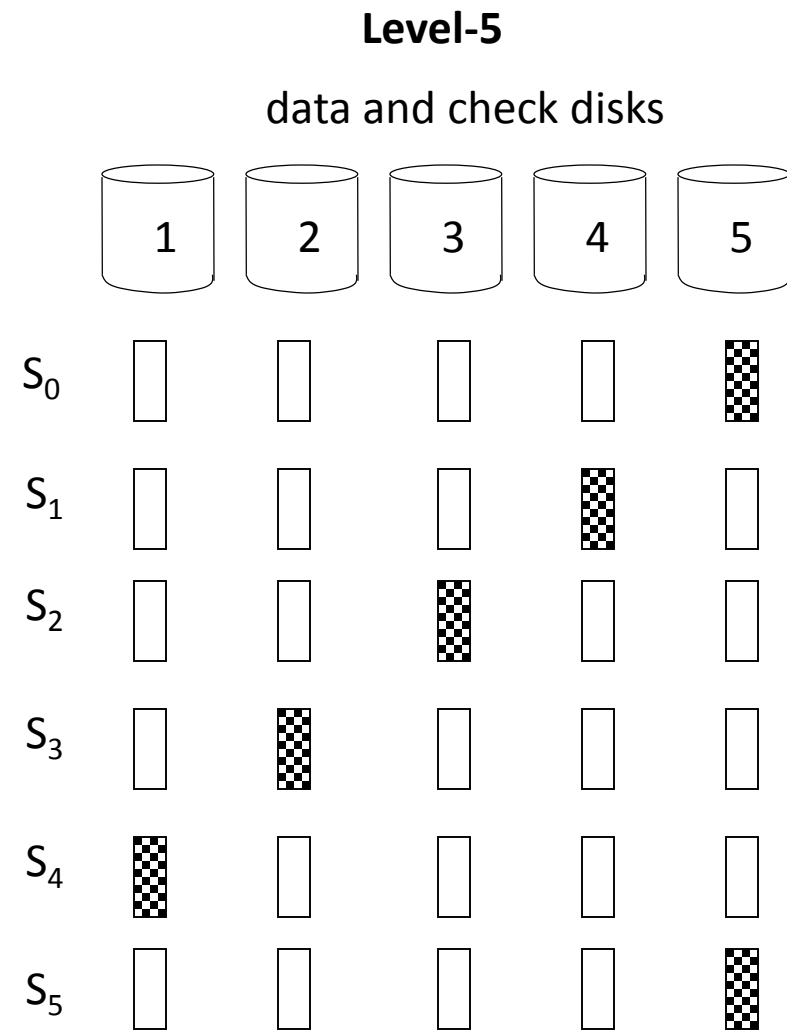 Level-5
data and check disks
1 2 3 4 5
S₀
S₁
S₂
S₃
S₄
S₅